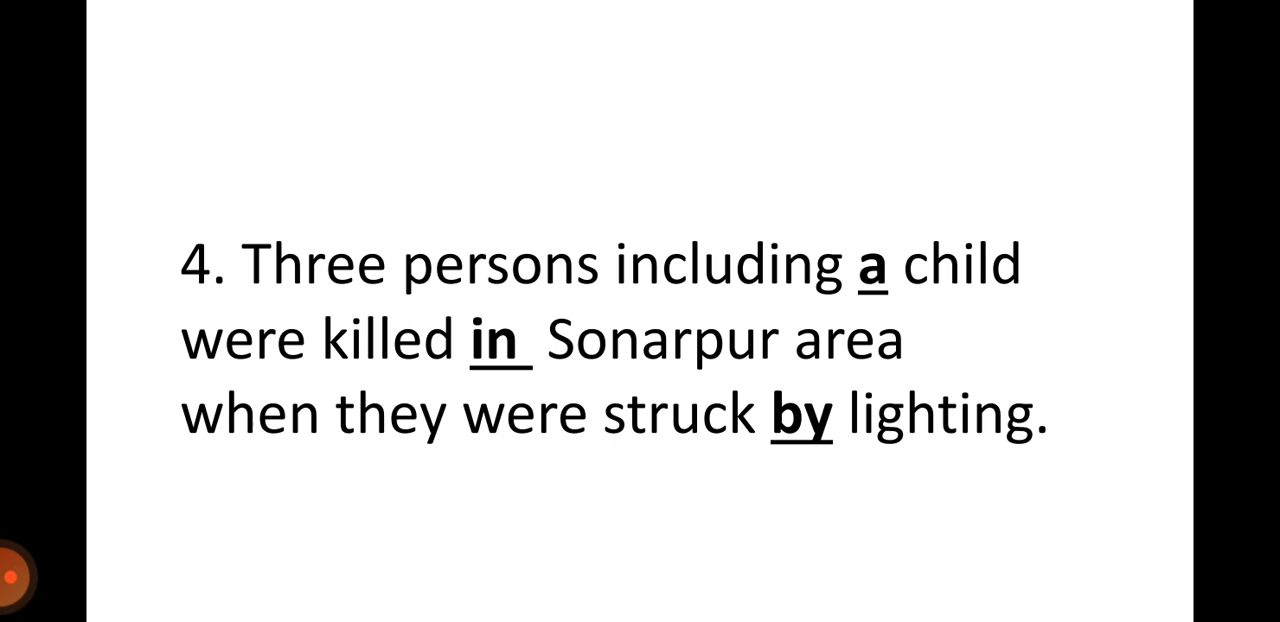 4. Three persons including a child
were killed in Sonarpur area
when they were struck by lighting.